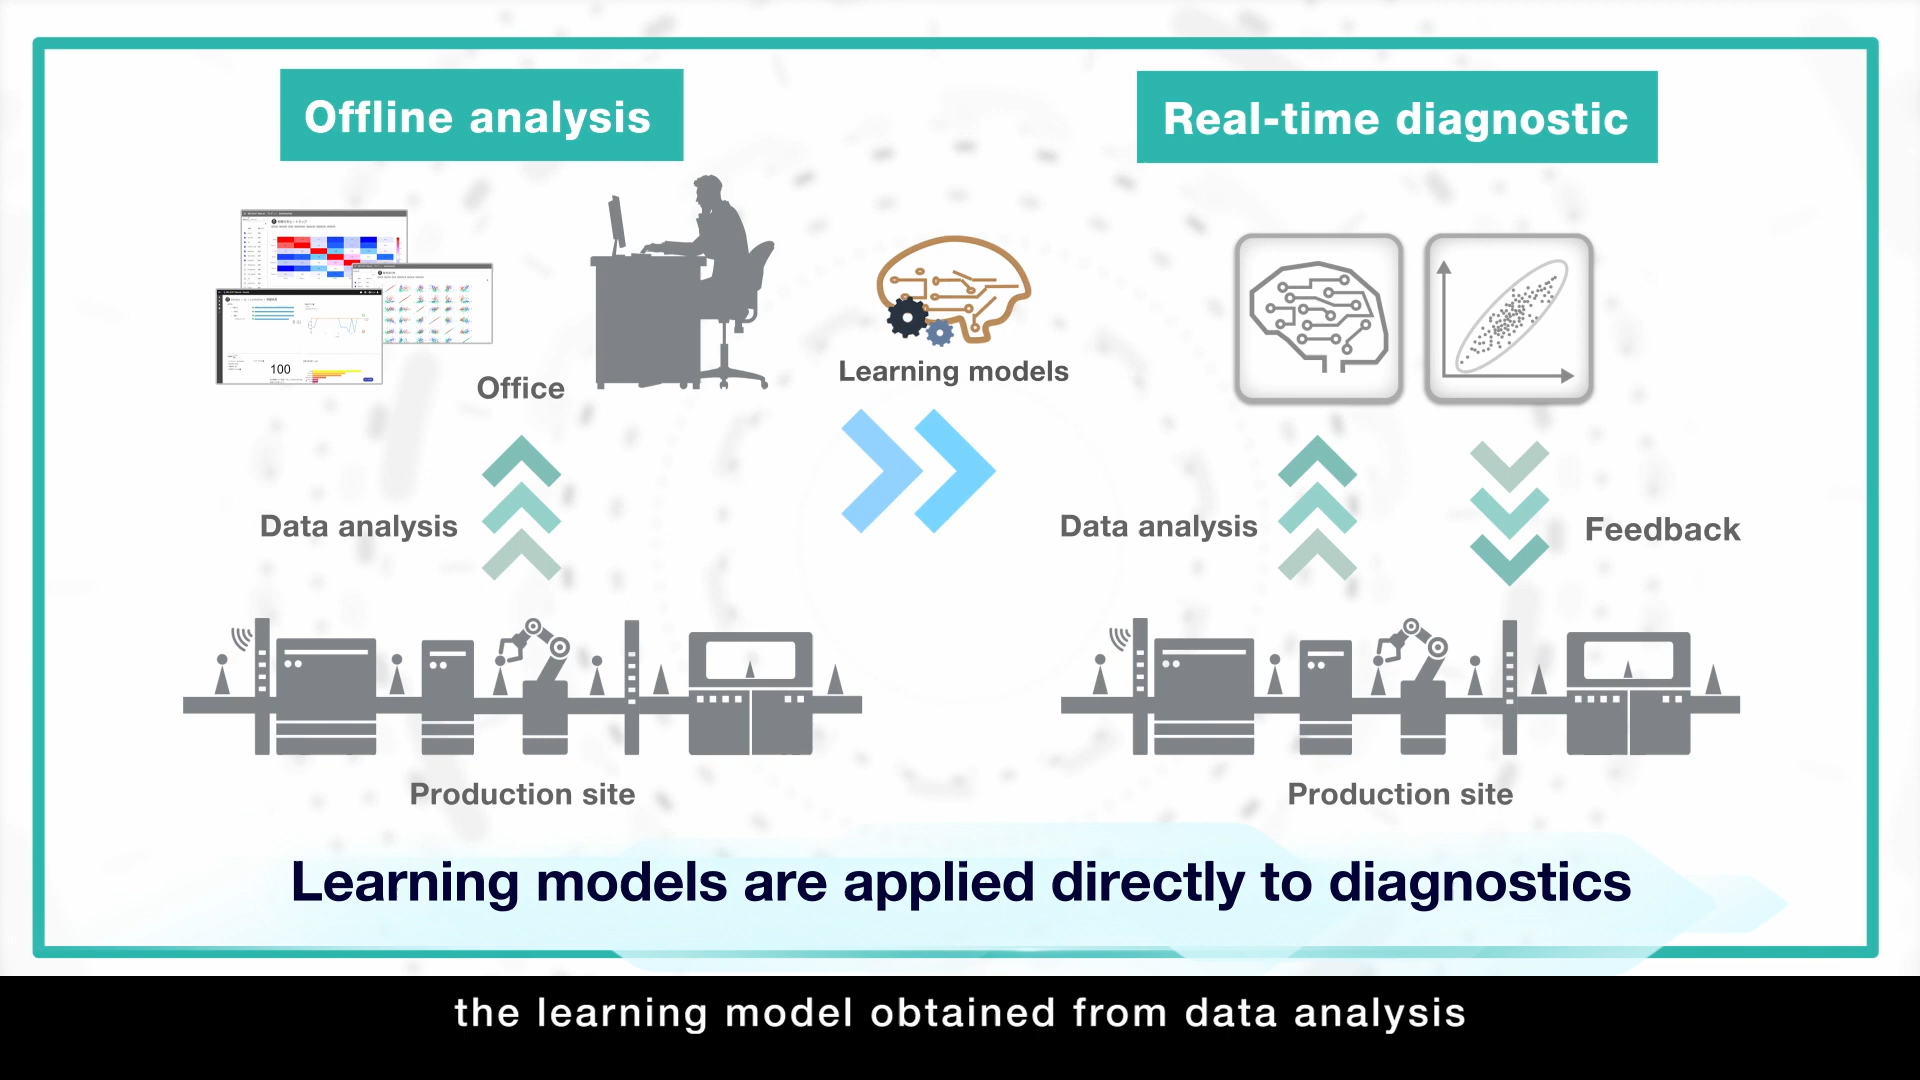 Offline analysis
Real-time diagnostic
100
Office
Learning models
Data analysis
Data analysis
Feedback
Production site
Production site
Learning models are applied directly to diagnostics
the learning model obtained from data analysis